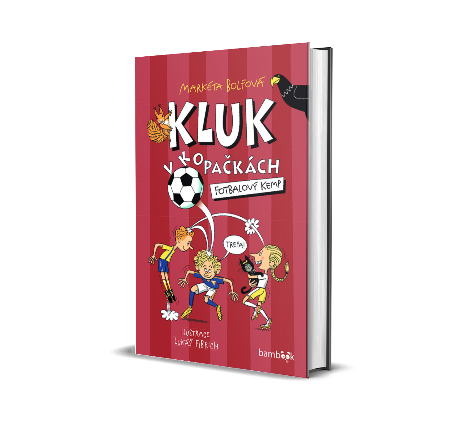 MARKÉTA BOLFOVÁ
KLUK
V KOPAČKÁCH
FOTBALOVÝ KEMP
TREFA!
ILUSTRACE
LUKÁŠ FIBRICH
bambook